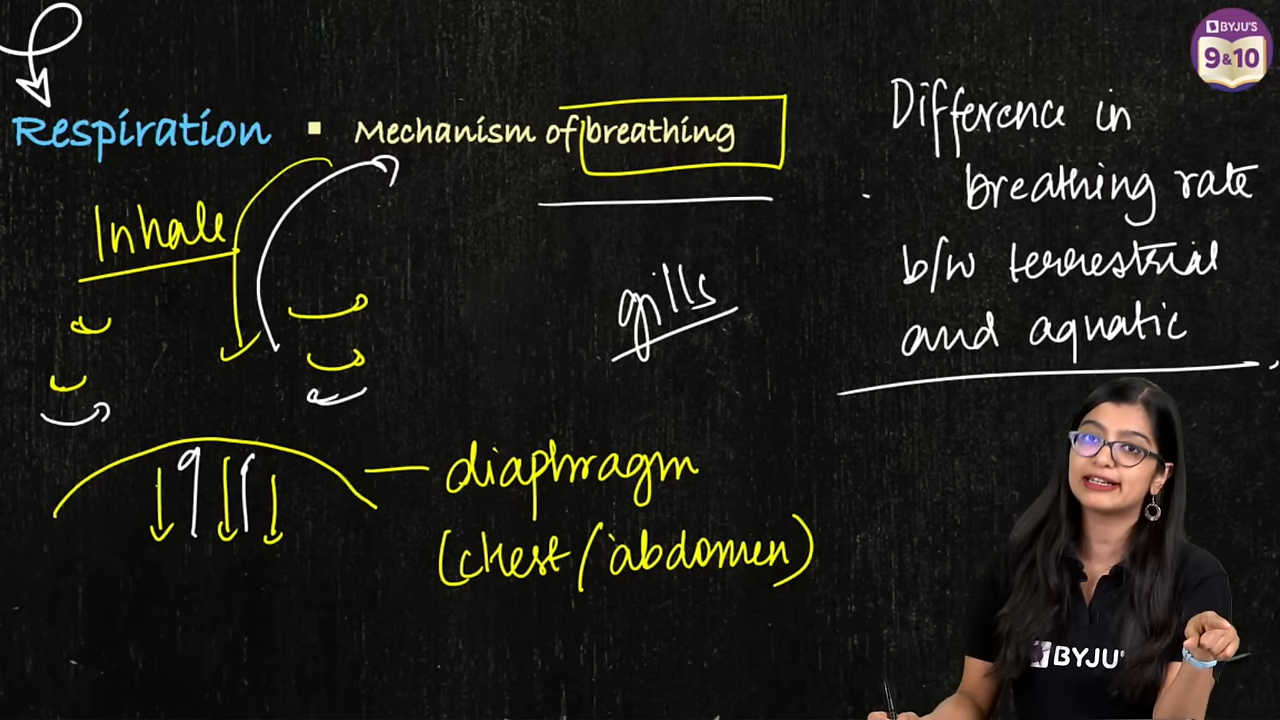 BYJU'S
9&10
Respiration ▪ Mechanism of breathing
Inhale
gills
diaphragm
(chest/abdomen)
Difference in
breathing rate
b/w terrestrial
and aquatic
BYJU'